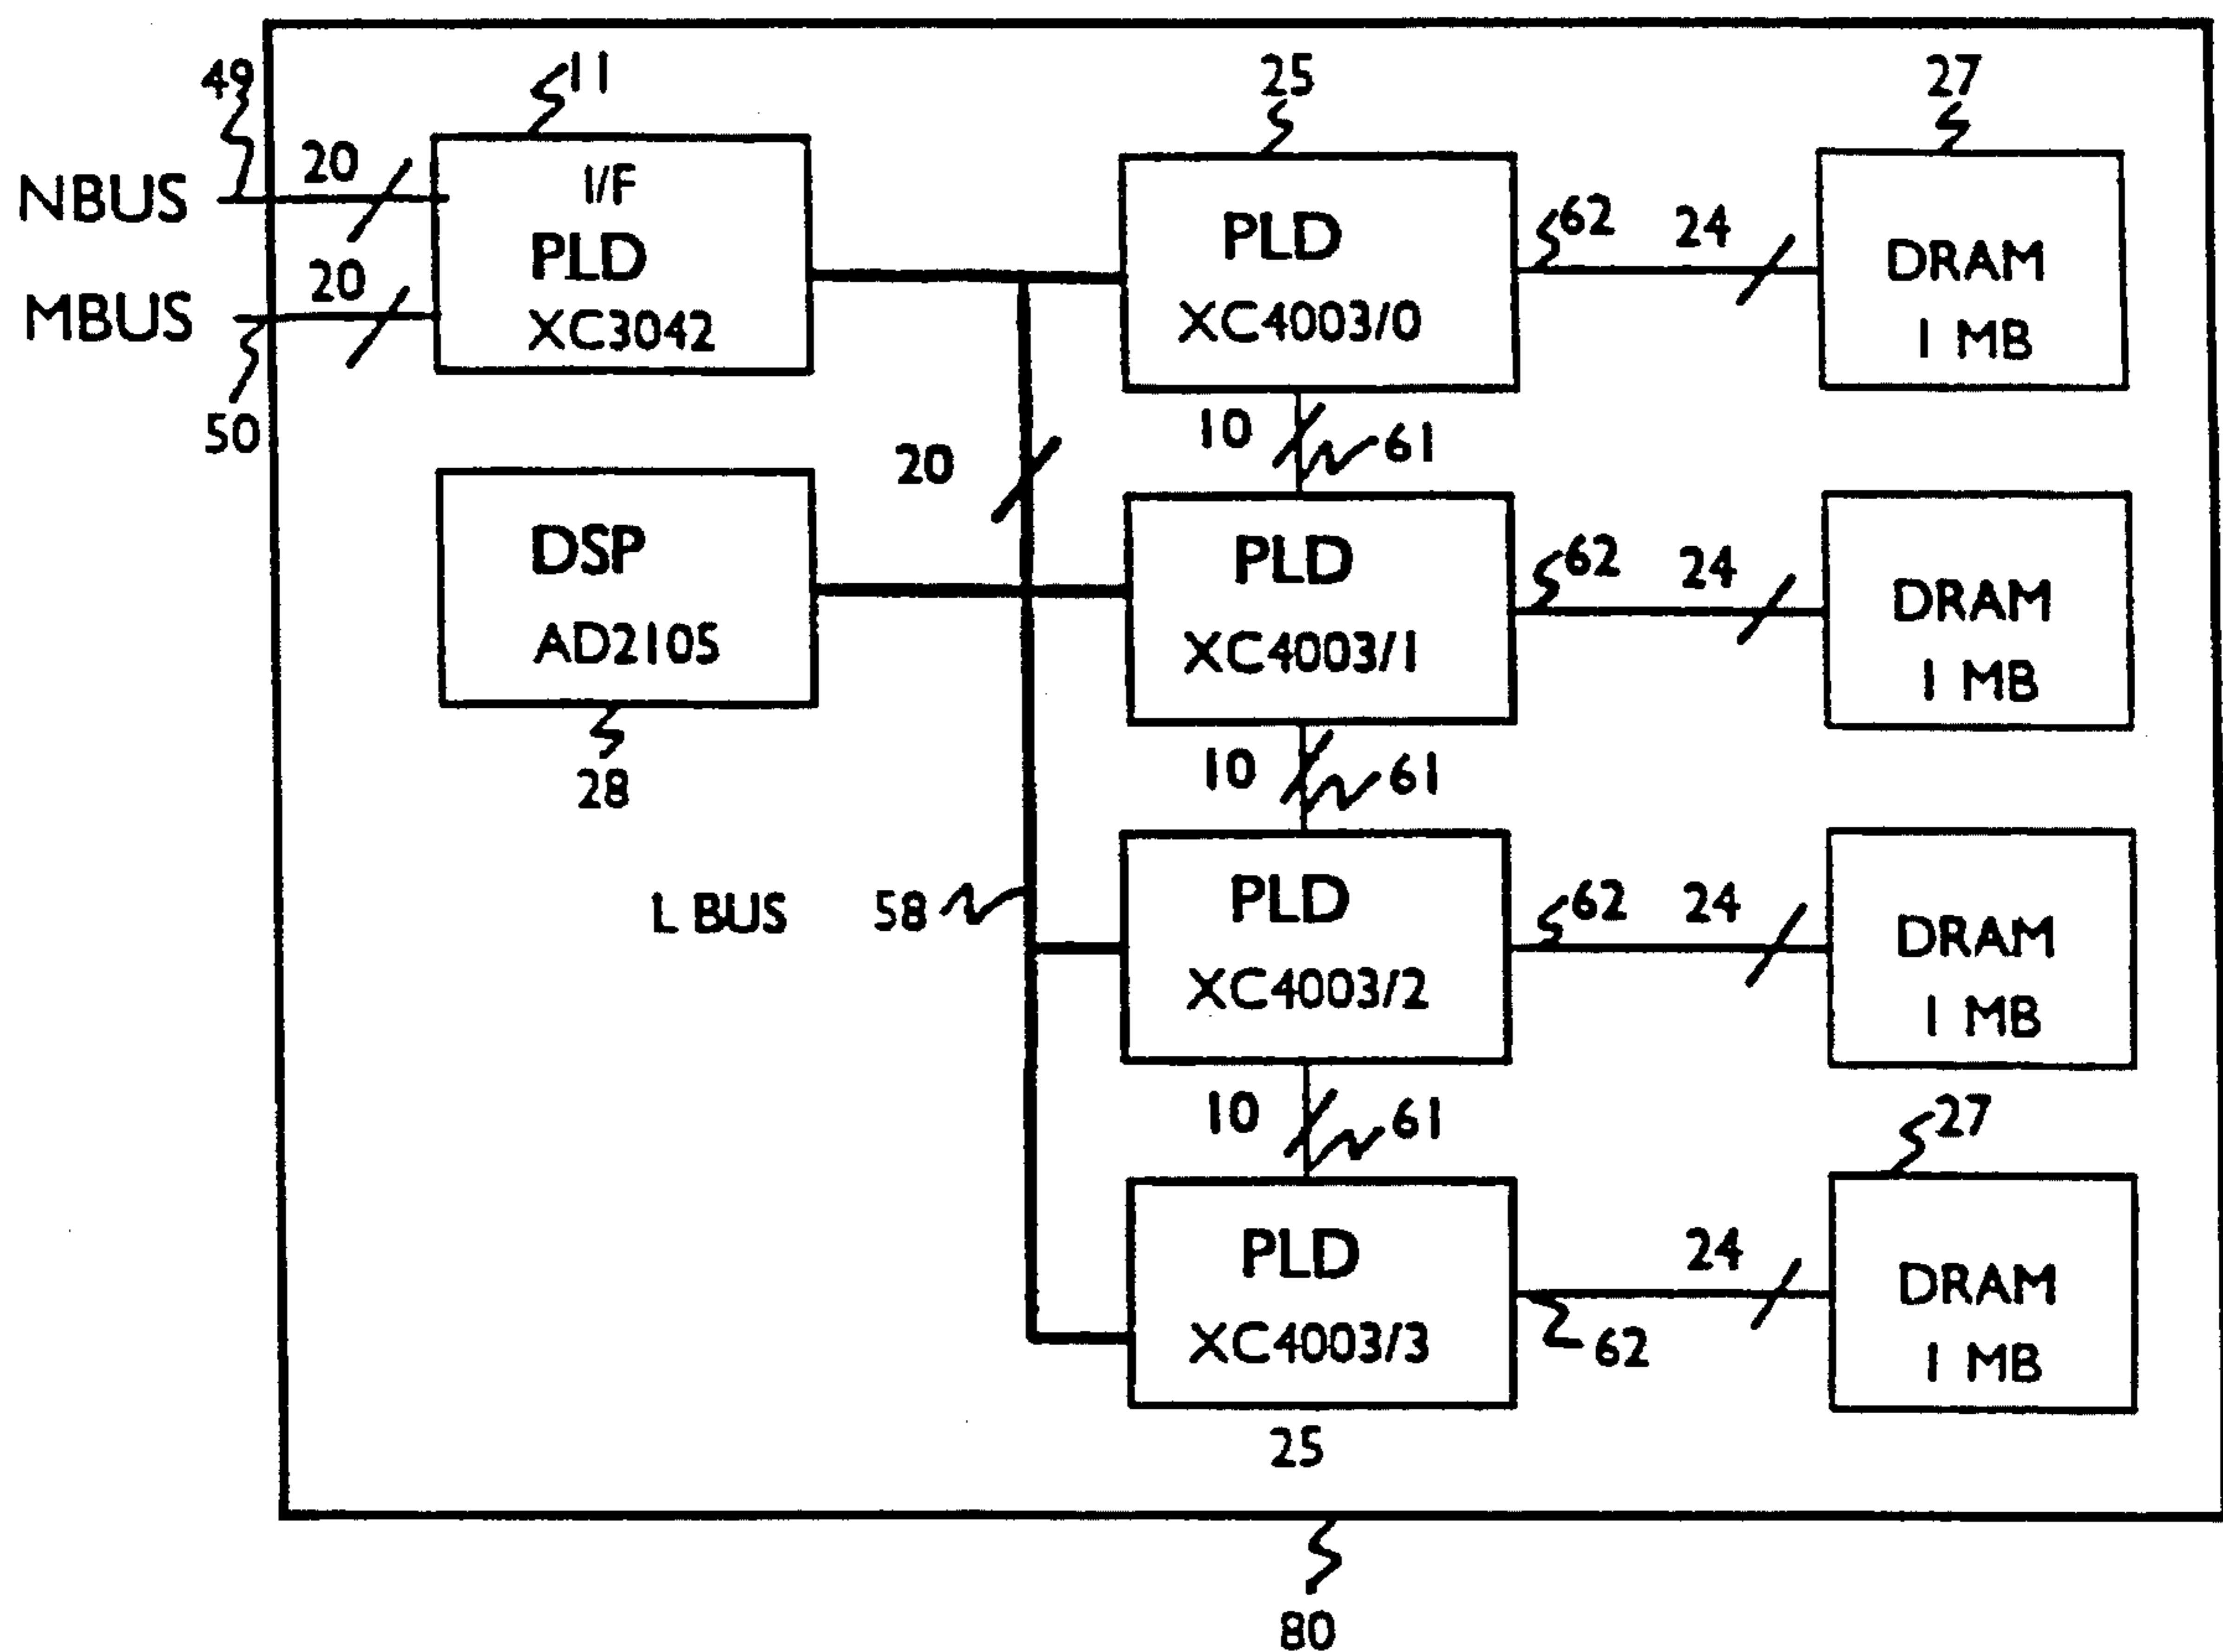 49
11
25
27
NBUS
20
I/F
PLD
XC3042
MBUS
20
50
PLD
XC4003/0
62
24
DRAM
1 MB
10
61
20
DSP
AD2105
28
PLD
XC4003/1
62
24
DRAM
1 MB
10
61
L BUS
58
PLD
XC4003/2
62
24
DRAM
1 MB
10
61
27
PLD
XC4003/3
62
24
DRAM
1 MB
25
80